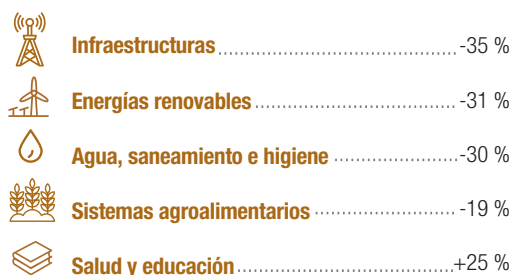 Infraestructuras -35 %
Energías renovables -31 %
Agua, saneamiento e higiene -30 %
Sistemas agroalimentarios -19 %
Salud y educación +25 %